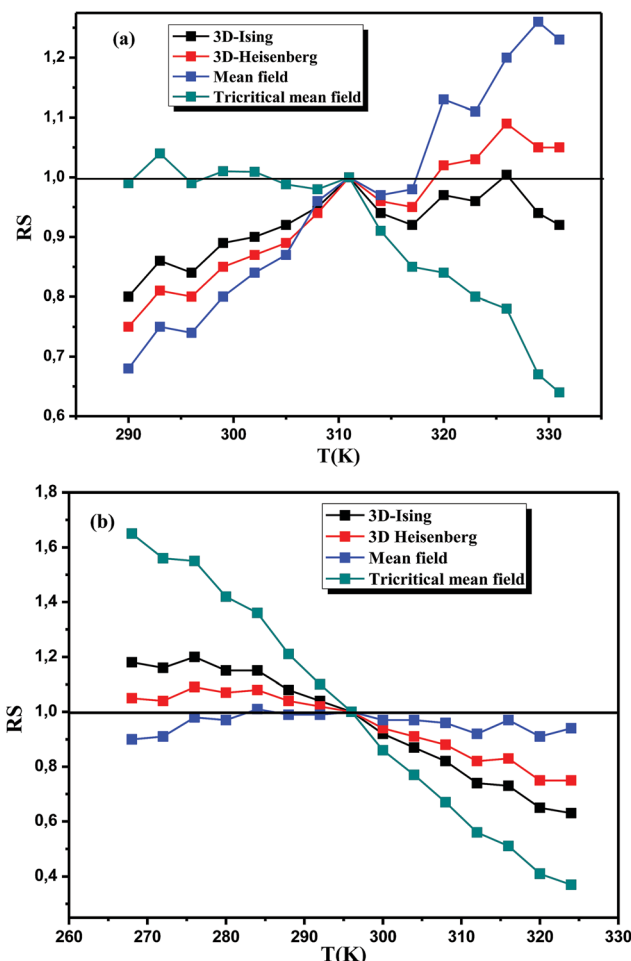 (a)
3D-Ising
3D-Heisenberg
Mean field
Tricritical mean field
1,2
1,1
1,0
0,9
0,8
0,7
0,6
RS
290
300
310
320
330
T(K)
(b)
3D-Ising
3D Heisenberg
Mean field
Tricritical mean field
1,8
1,6
1,4
1,2
1,0
0,8
0,6
0,4
RS
260
270
280
290
300
310
320
330
T(K)